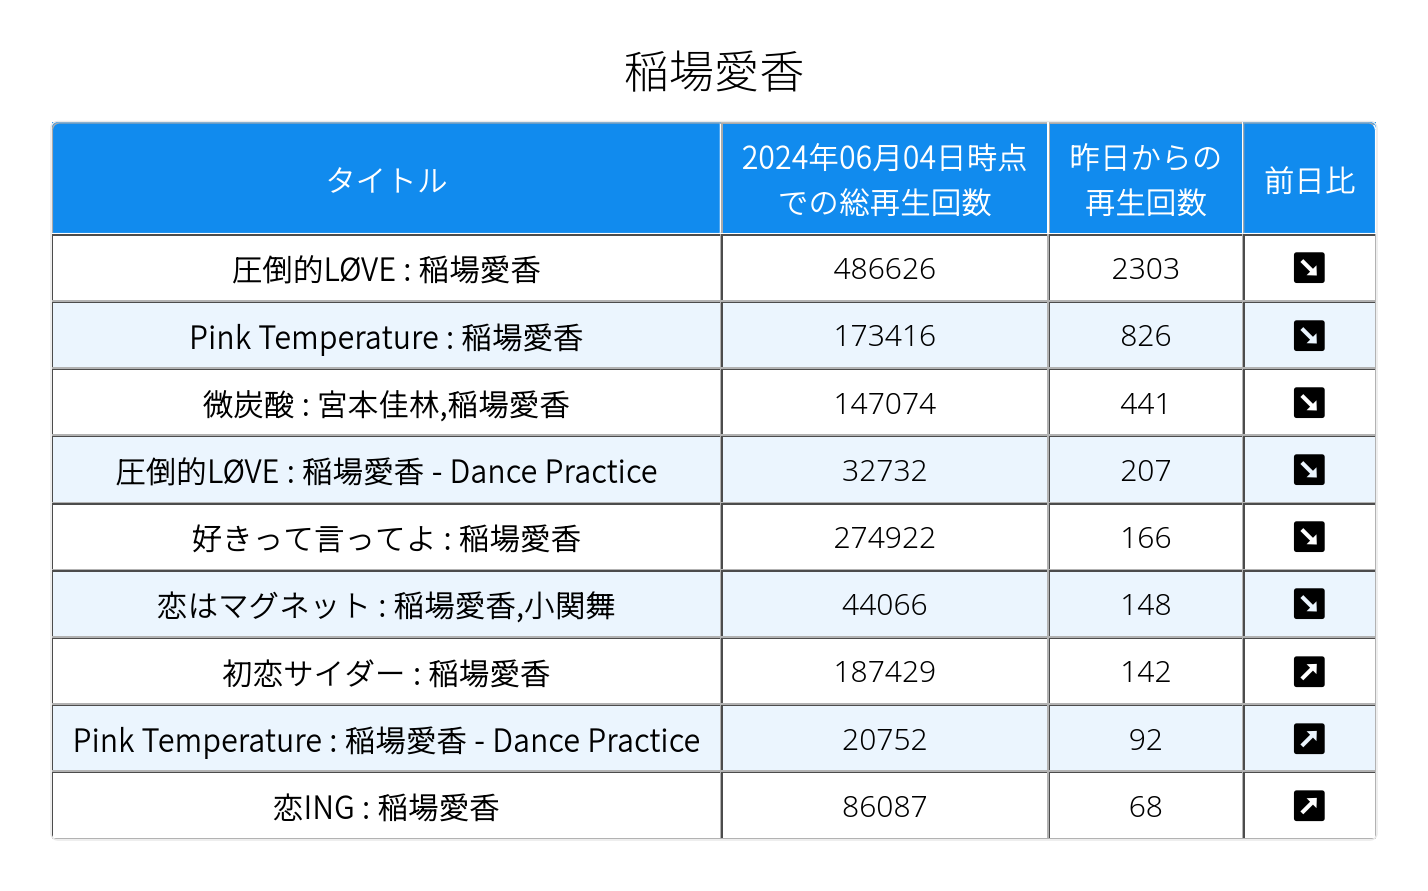 稲場愛香
タイトル
2024年06月04日時点
での総再生回数
昨日からの
再生回数
前日比
圧倒的LØVE : 稲場愛香 486626 2303 ↘
Pink Temperature : 稲場愛香 173416 826 ↘
微炭酸 : 宮本佳林,稲場愛香 147074 441 ↘
圧倒的LØVE : 稲場愛香 - Dance Practice 32732 207 ↘
好きって言ってよ : 稲場愛香 274922 166 ↘
恋はマグネット : 稲場愛香,小関舞 44066 148 ↘
初恋サイダー : 稲場愛香 187429 142 ↗
Pink Temperature : 稲場愛香 - Dance Practice 20752 92 ↗
恋ING : 稲場愛香 86087 68 ↗